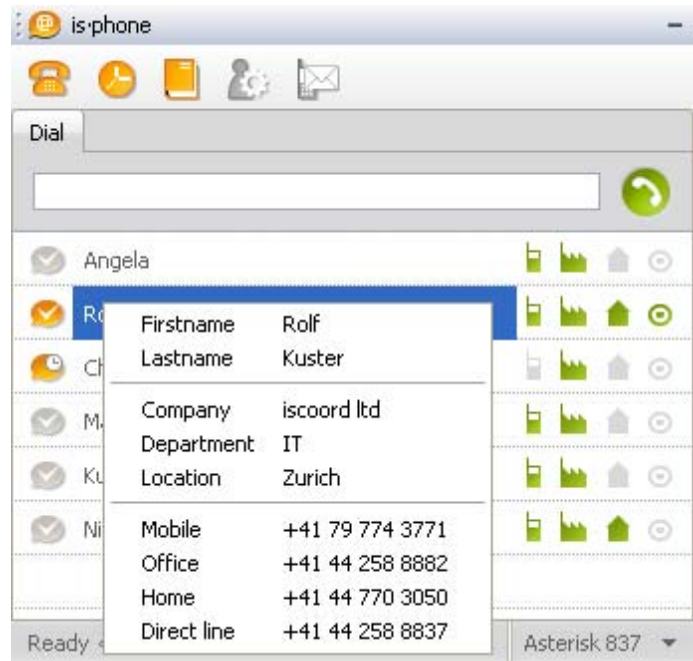 is·phone
Dial
Angela
Firstname Rolf
Lastname Kuster
Company iscoord ltd
Department IT
Location Zurich
Mobile +41 79 774 3771
Office +41 44 258 8882
Home +41 44 770 3050
Direct line +41 44 258 8837
Ready
Asterisk 837